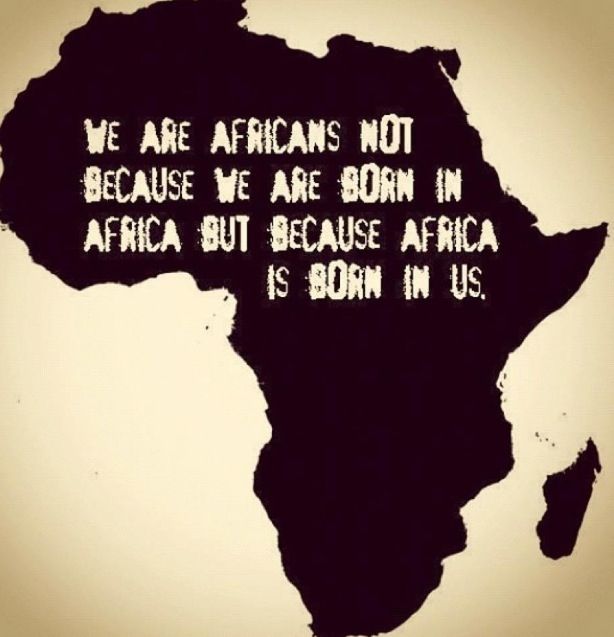 WE ARE AFRICANS NOT
BECAUSE WE ARE BORN IN
AFRICA BUT BECAUSE AFRICA
IS BORN IN US.